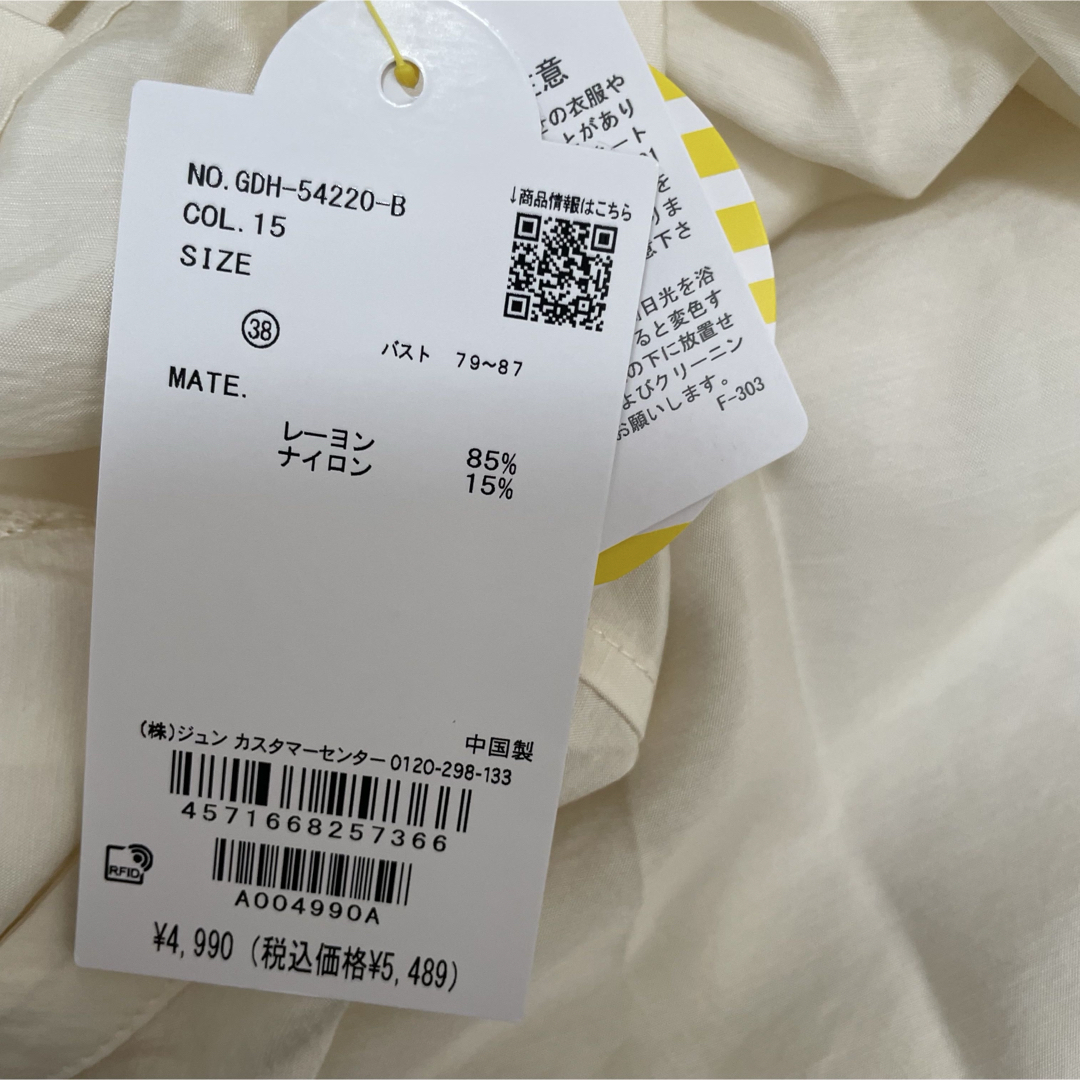 NO.GDH-54220-B
COL.15
SIZE
㊳
バスト 79~87
MATE.
レーヨン 85%
ナイロン 15%
↓商品情報はこちら
中国製
(株)ジュン カスタマーセンター 0120-298-133
4571668257366
RFID
A004990A
¥4,990 (税込価格¥5,489)
意
の衣服や
とがあり
ート
を
りま
意下さ
日光を浴
ると変色す
の下に放置せ
よびクリーニン
お願いします。
F-303